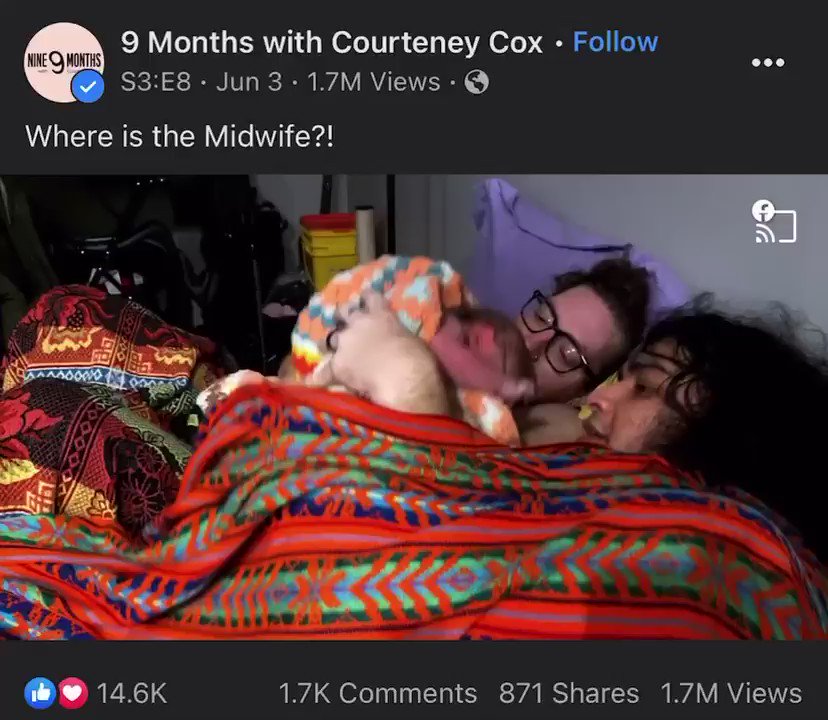 NINE 9 MONTHS
9 Months with Courteney Cox • Follow
S3:E8 · Jun 3 · 1.7M Views ·
Where is the Midwife?!
14.6K 1.7K Comments 871 Shares 1.7M Views